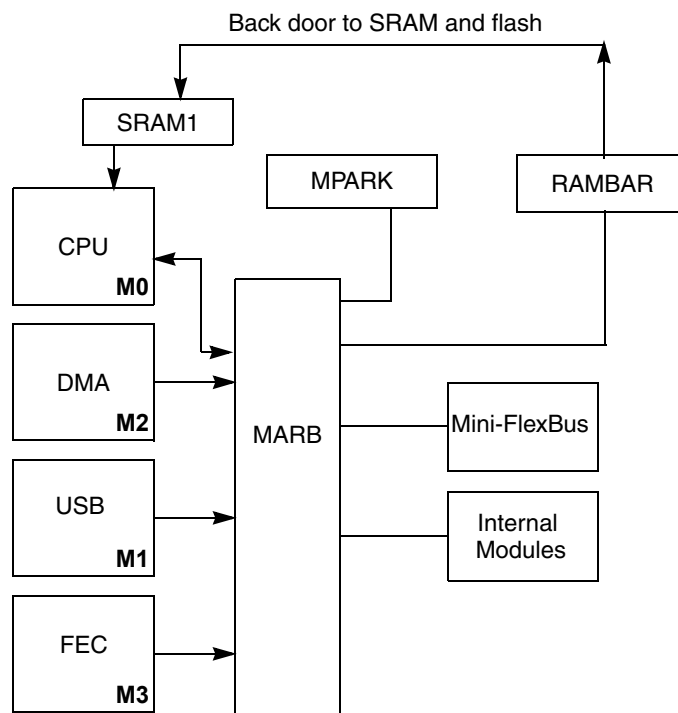 Back door to SRAM and flash
SRAM1
MPARK
RAMBAR
CPU
M0
DMA
M2
MARB
Mini-FlexBus
USB
M1
Internal
Modules
FEC
M3